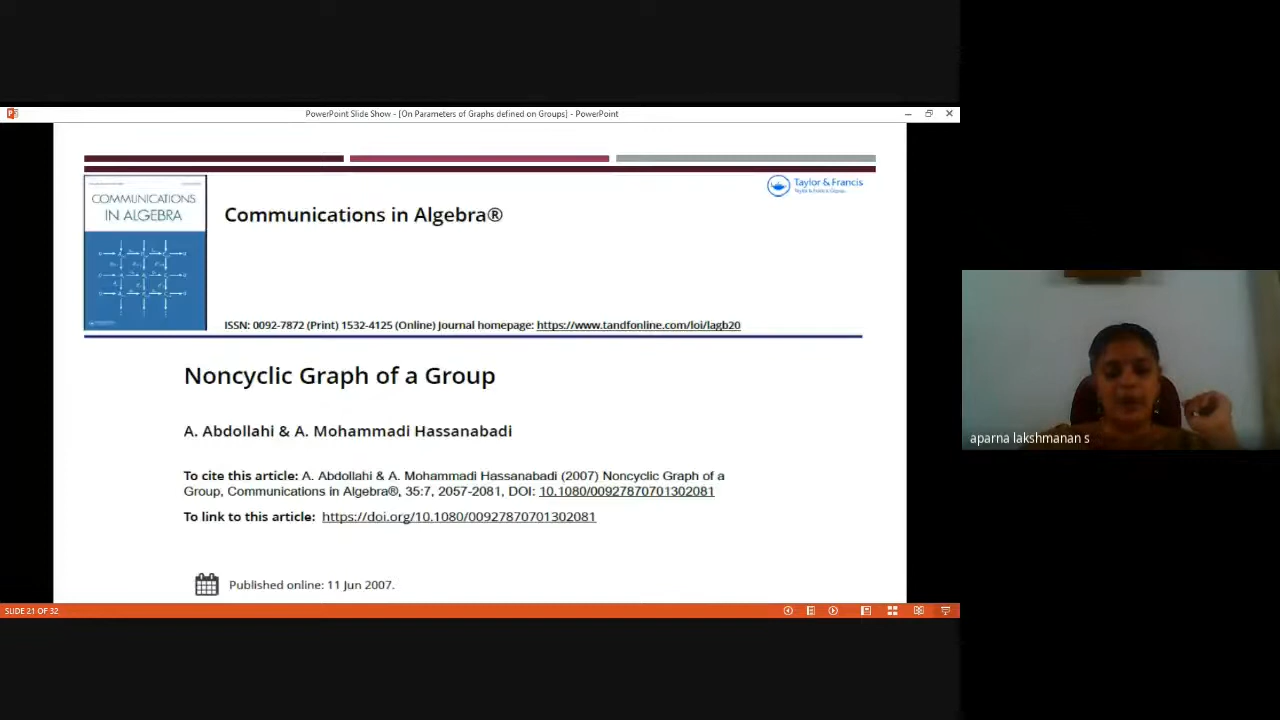 PowerPoint Slide Show - [On Parameters of Graphs defined on Groups] - PowerPoint
Taylor & Francis
Taylor & Francis Group
COMMUNICATIONS
IN ALGEBRA
Communications in Algebra®
ISSN: 0092-7872 (Print) 1532-4125 (Online) Journal homepage: https://www.tandfonline.com/loi/lagb20
Noncyclic Graph of a Group
A. Abdollahi & A. Mohammadi Hassanabadi
To cite this article: A. Abdollahi & A. Mohammadi Hassanabadi (2007) Noncyclic Graph of a
Group, Communications in Algebra®, 35:7, 2057-2081, DOI: 10.1080/00927870701302081
To link to this article: https://doi.org/10.1080/00927870701302081
Published online: 11 Jun 2007.
SLIDE 21 OF 32
aparna lakshmanan s